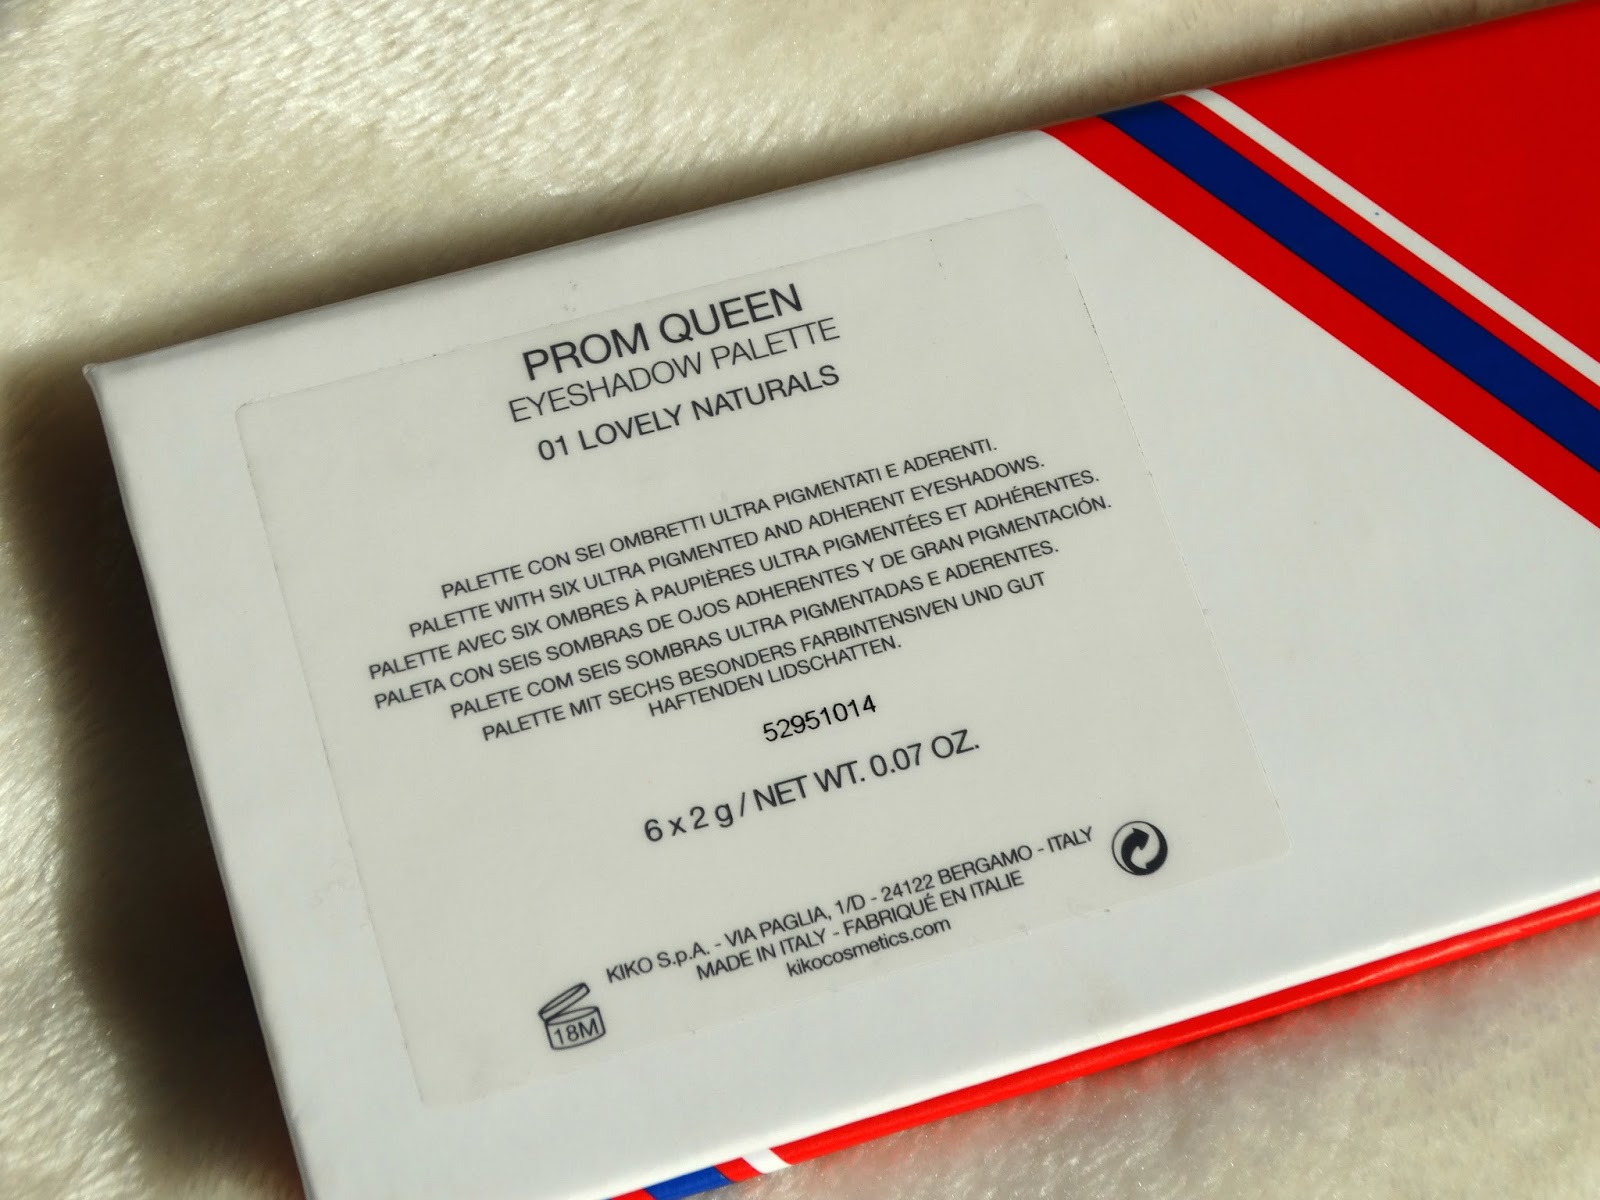 PROM QUEEN
EYESHADOW PALETTE
01 LOVELY NATURALS
PALETTE CON SEI OMBRETTI ULTRA PIGMENTATI E ADERENTI.
PALETTE WITH SIX ULTRA PIGMENTED AND ADHERENT EYESHADOWS.
PALETTE AVEC SIX OMBRES À PAUPIÈRES ULTRA PIGMENTÉES ET ADHÉRENTES.
PALETA CON SEIS SOMBRAS DE OJOS ADHERENTES Y DE GRAN PIGMENTACIÓN.
PALETE COM SEIS SOMBRAS ULTRA PIGMENTADAS E ADERENTES.
PALETTE MIT SECHS BESONDERS FARBINTENSIVEN UND GUT
HAFTENDEN LIDSCHATTEN.
52951014
6 x 2 g / NET WT. 0.07 OZ.
KIKO S.p.A. - VIA PAGLIA, 1/D - 24122 BERGAMO - ITALY
MADE IN ITALY - FABRIQUÉ EN ITALIE
kikocosmetics.com
18M